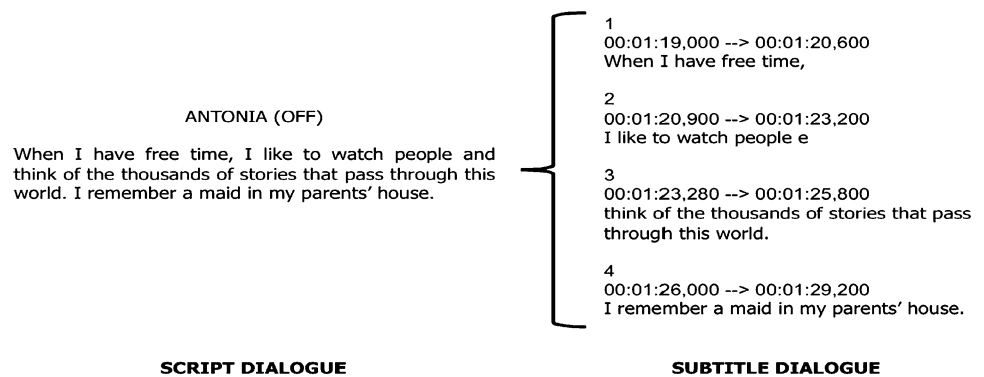 ANTONIA (OFF)
When I have free time, I like to watch people and
think of the thousands of stories that pass through this
world. I remember a maid in my parents’ house.
SCRIPT DIALOGUE
1
00:01:19,000 --> 00:01:20,600
When I have free time,
2
00:01:20,900 --> 00:01:23,200
I like to watch people e
3
00:01:23,280 --> 00:01:25,800
think of the thousands of stories that pass
through this world.
4
00:01:26,000 --> 00:01:29,200
I remember a maid in my parents’ house.
SUBTITLE DIALOGUE